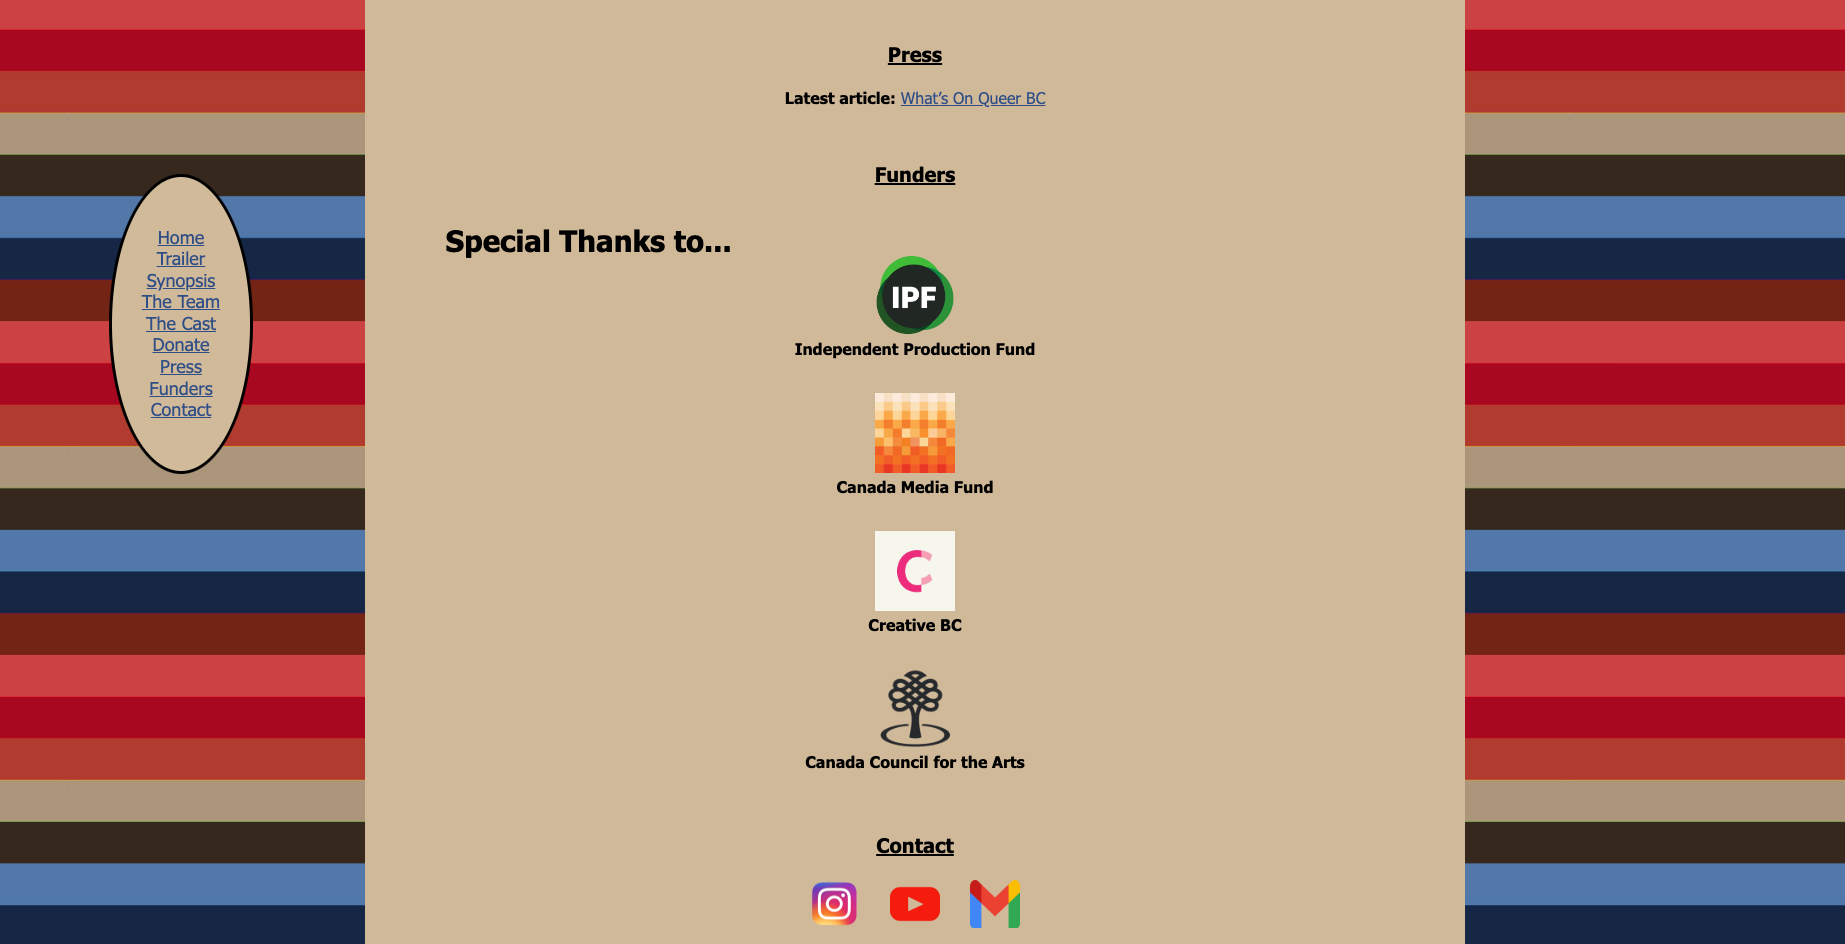 Press
Latest article: What's On Queer BC
Home
Trailer
Synopsis
The Team
The Cast
Donate
Press
Funders
Contact
Funders
Special Thanks to...
IPF
Independent Production Fund
Canada Media Fund
C
Creative BC
Canada Council for the Arts
Contact